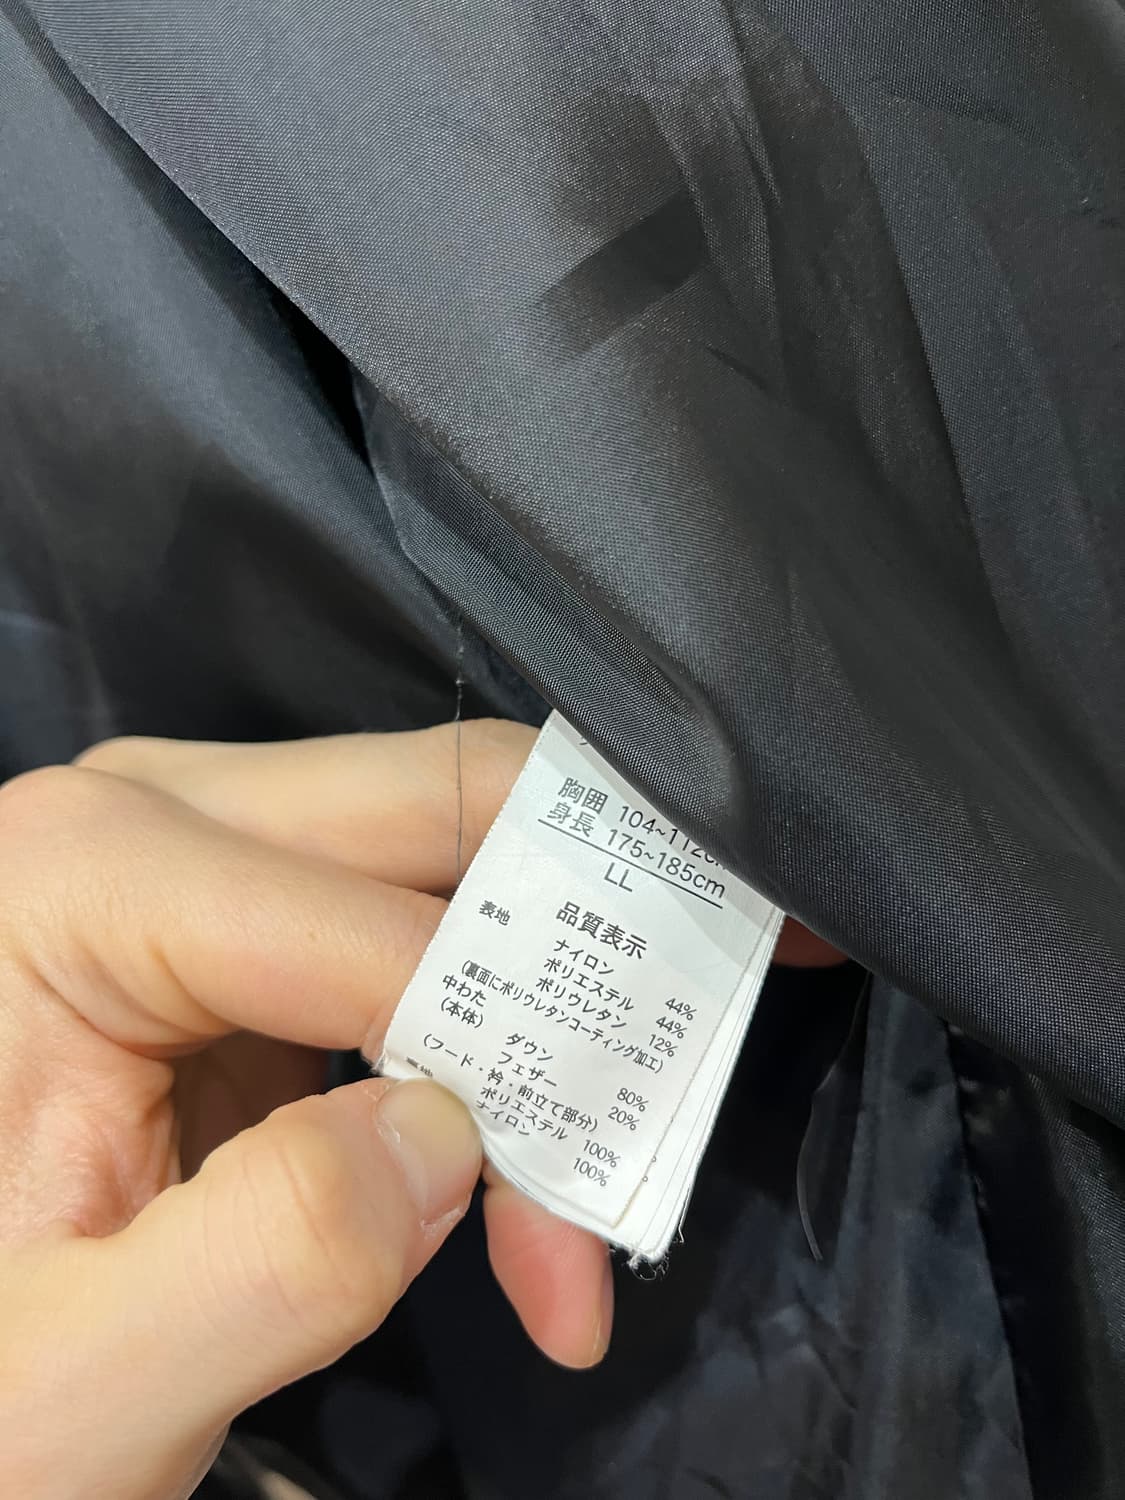 胸囲 104~112c
身長 175~185cm
LL
品質表示
表地
ナイロン 44%
ポリエステル 44%
ポリウレタン 12%
(裏面にポリウレタンコーティング加工)
中わた
(本体)
ダウン 80%
フェザー 20%
(フード・衿・前立て部分)
ポリエステル 100%
ナイロン 100%